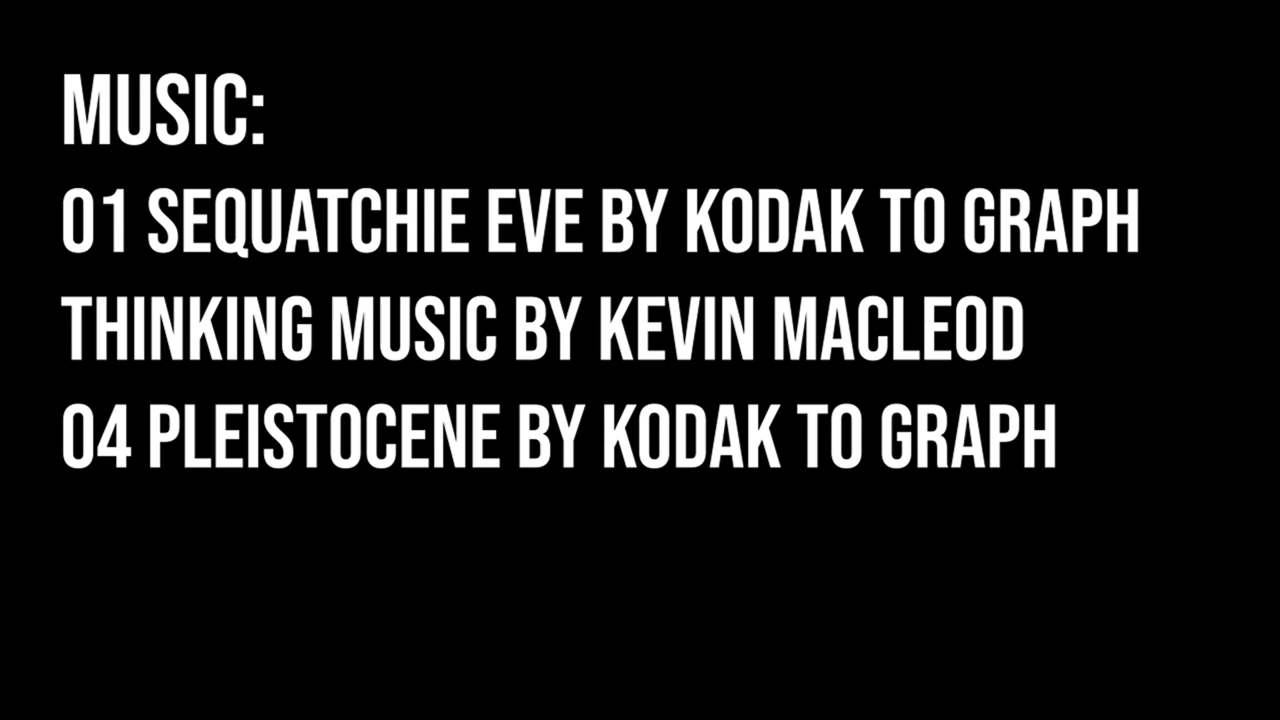 MUSIC:
01 SEQUATCHIE EVE BY KODAK TO GRAPH
THINKING MUSIC BY KEVIN MACLEOD
04 PLEISTOCENE BY KODAK TO GRAPH